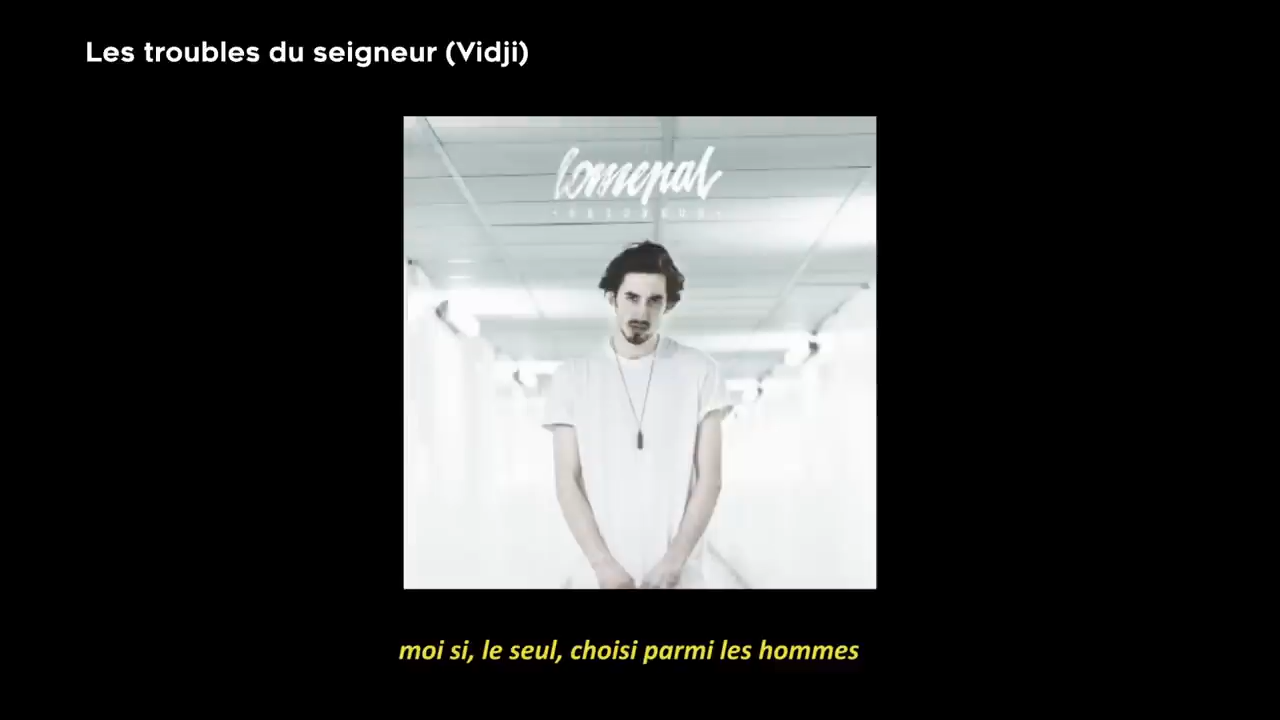 Les troubles du seigneur (Vidji)
lomepal
moi si, le seul, choisi parmi les hommes